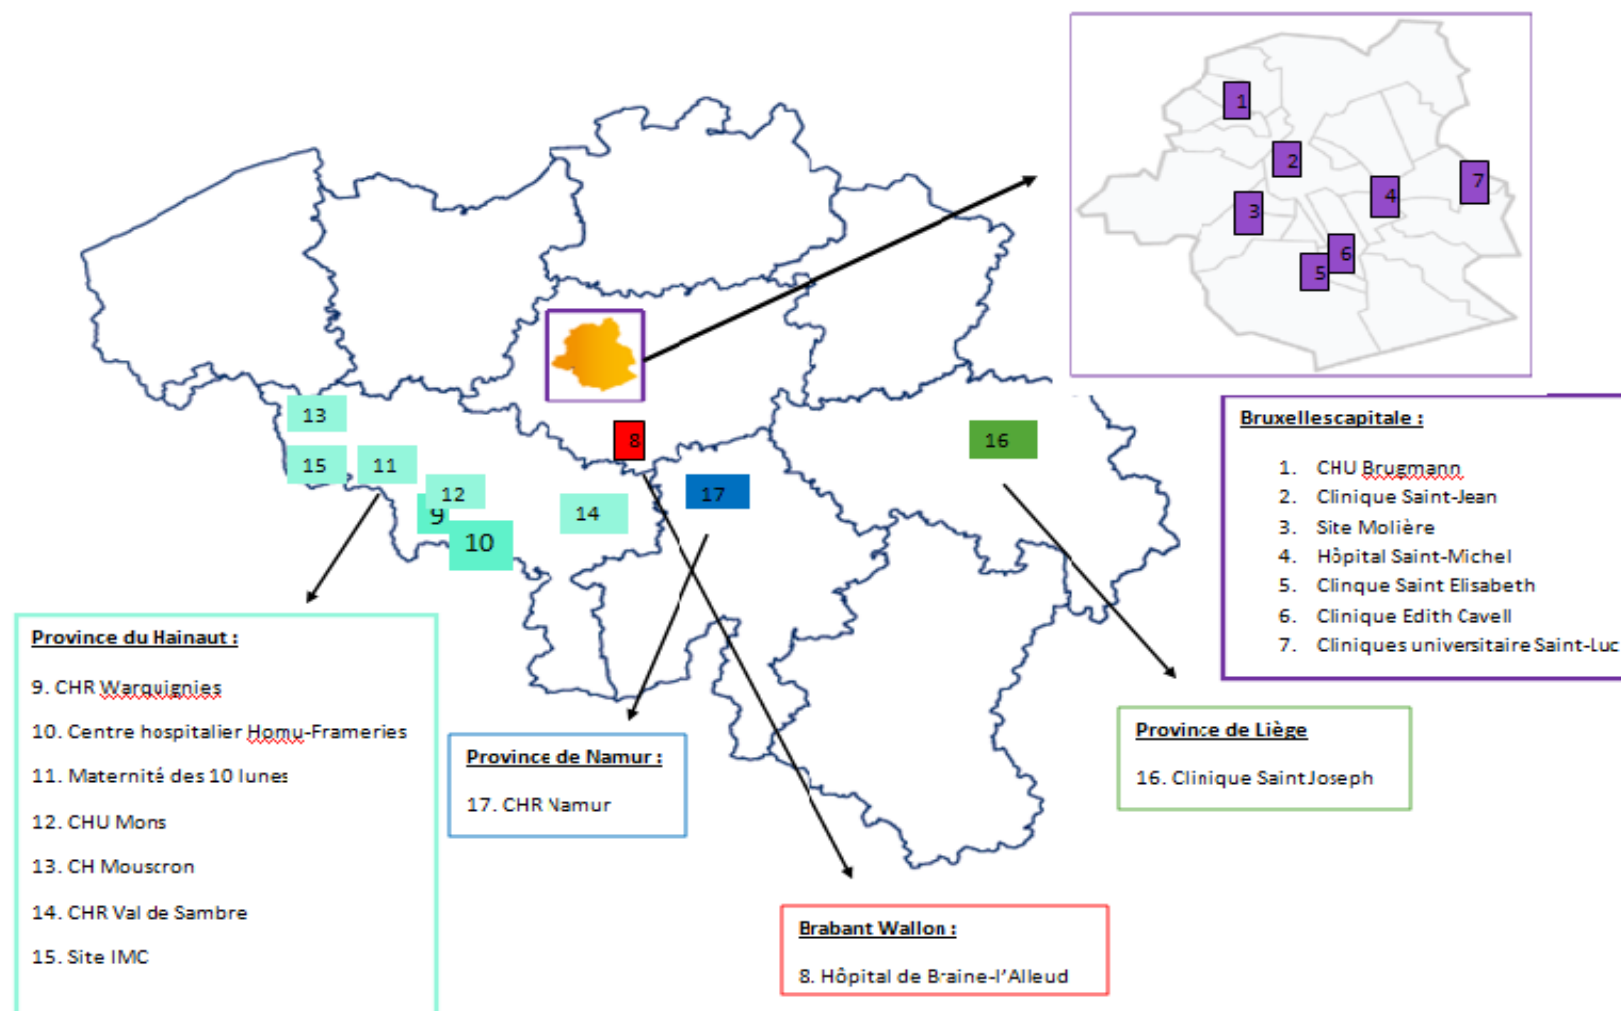 1
2
3
4
7
6
5
13
8
16
15
11
12
17
9
14
10
Bruxellescapitale :
1. CHU Brugmann
2. Clinique Saint-Jean
3. Site Molière
4. Hôpital Saint-Michel
5. Clinque Saint Elisabeth
6. Clinique Edith Cavell
7. Cliniques universitaire Saint-Luc
Province du Hainaut :
9. CHR Warquignies
10. Centre hospitalier Homu-Frameries
11. Maternité des 10 lunes
12. CHU Mons
13. CH Mouscron
14. CHR Val de Sambre
15. Site IMC
Province de Namur :
17. CHR Namur
Province de Liège
16. Clinique Saint Joseph
Brabant Wallon :
8. Hôpital de Braine-l'Alleud